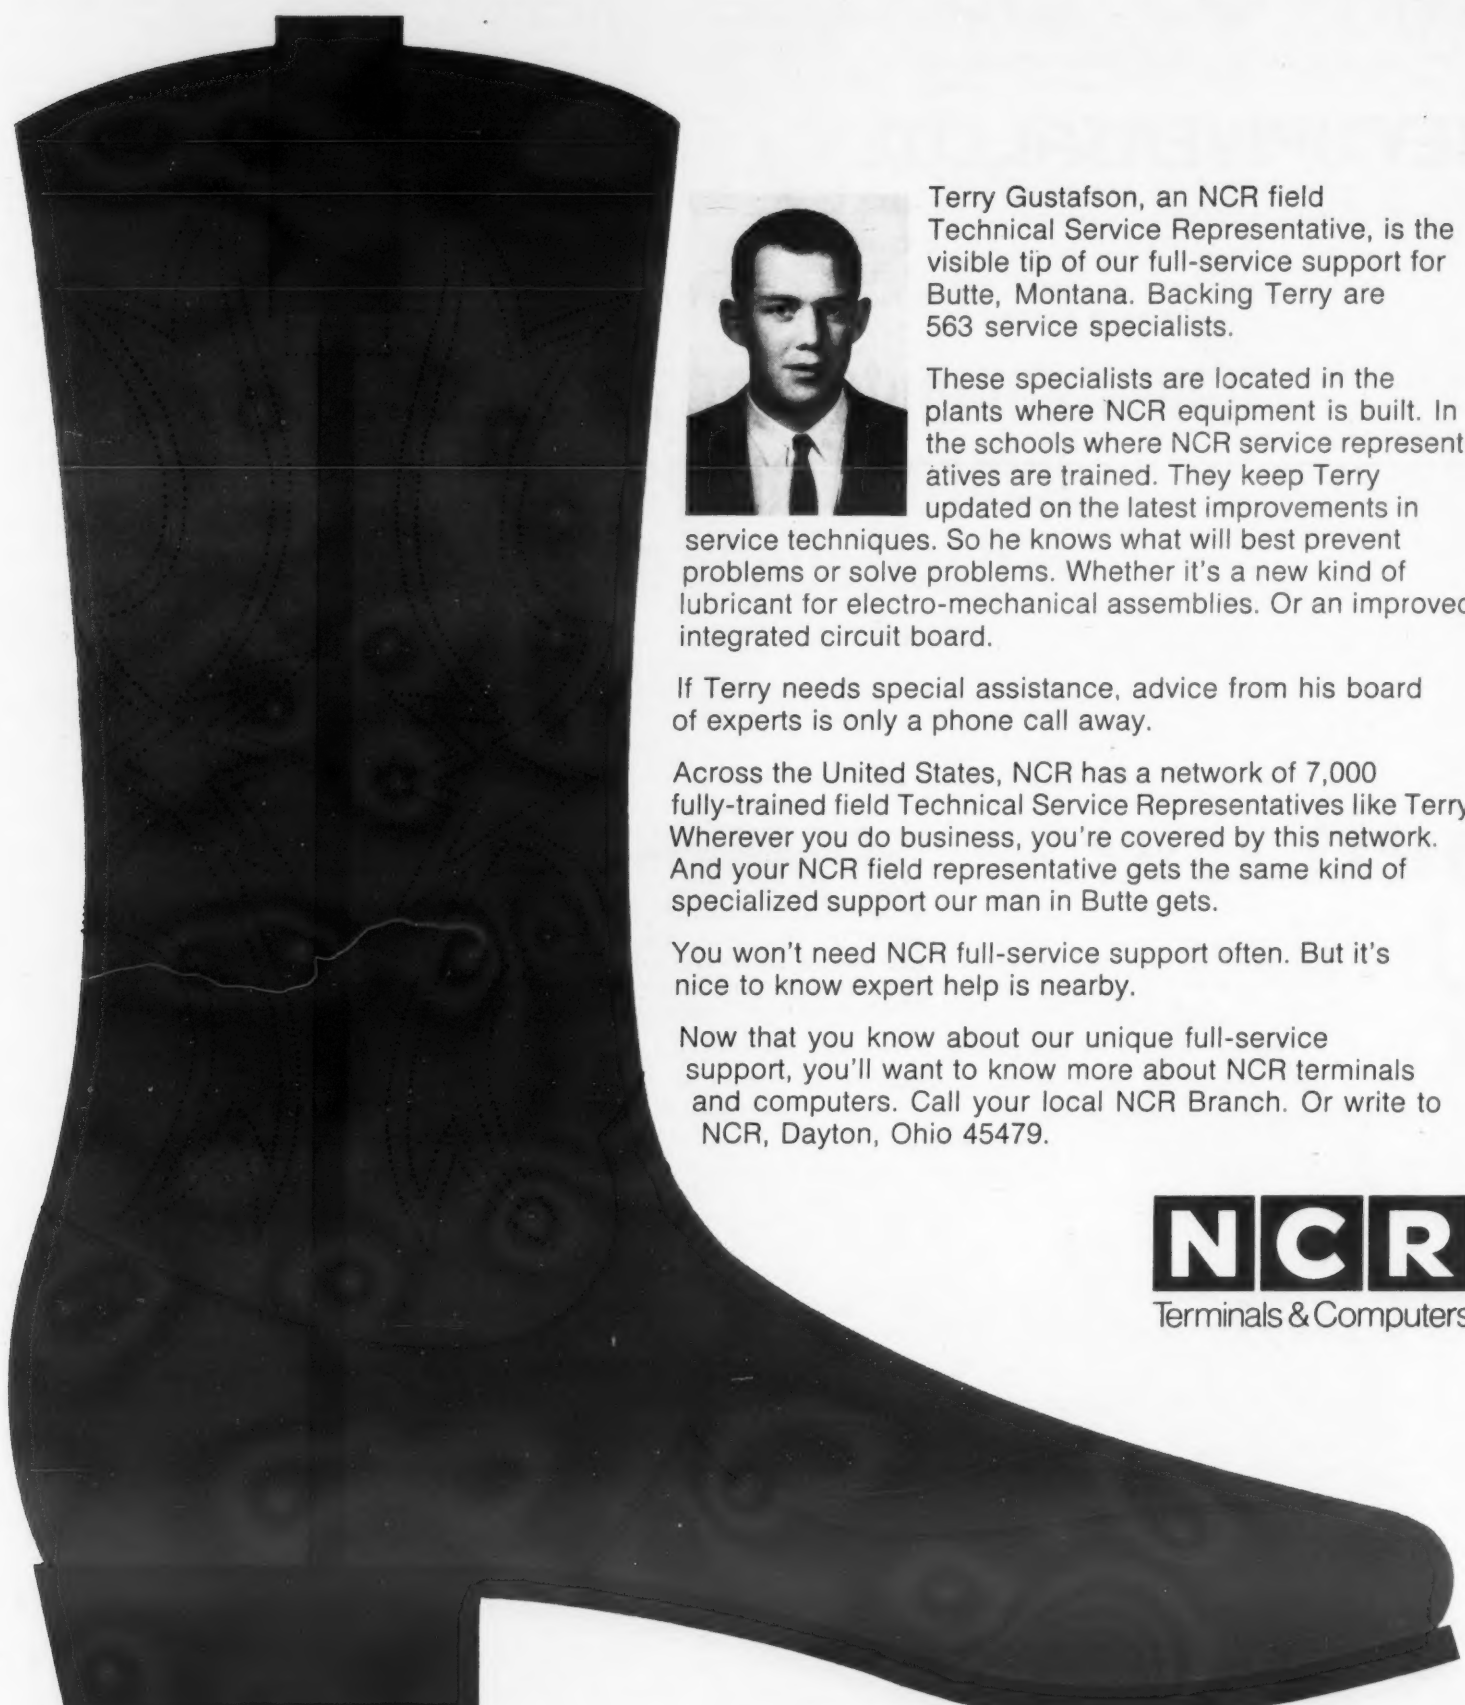 Terry Gustafson, an NCR field
Technical Service Representative, is the
visible tip of our full-service support for
Butte, Montana. Backing Terry are
563 service specialists.
These specialists are located in the
plants where NCR equipment is built. In
the schools where NCR service represent
atives are trained. They keep Terry
updated on the latest improvements in
service techniques. So he knows what will best prevent
problems or solve problems. Whether it's a new kind of
lubricant for electro-mechanical assemblies. Or an improved
integrated circuit board.
If Terry needs special assistance, advice from his board
of experts is only a phone call away.
Across the United States, NCR has a network of 7,000
fully-trained field Technical Service Representatives like Terry
Wherever you do business, you're covered by this network.
And your NCR field representative gets the same kind of
specialized support our man in Butte gets.
You won't need NCR full-service support often. But it's
nice to know expert help is nearby.
Now that you know about our unique full-service
support, you'll want to know more about NCR terminals
and computers. Call your local NCR Branch. Or write to
NCR, Dayton, Ohio 45479.
NCR
Terminals & Computers